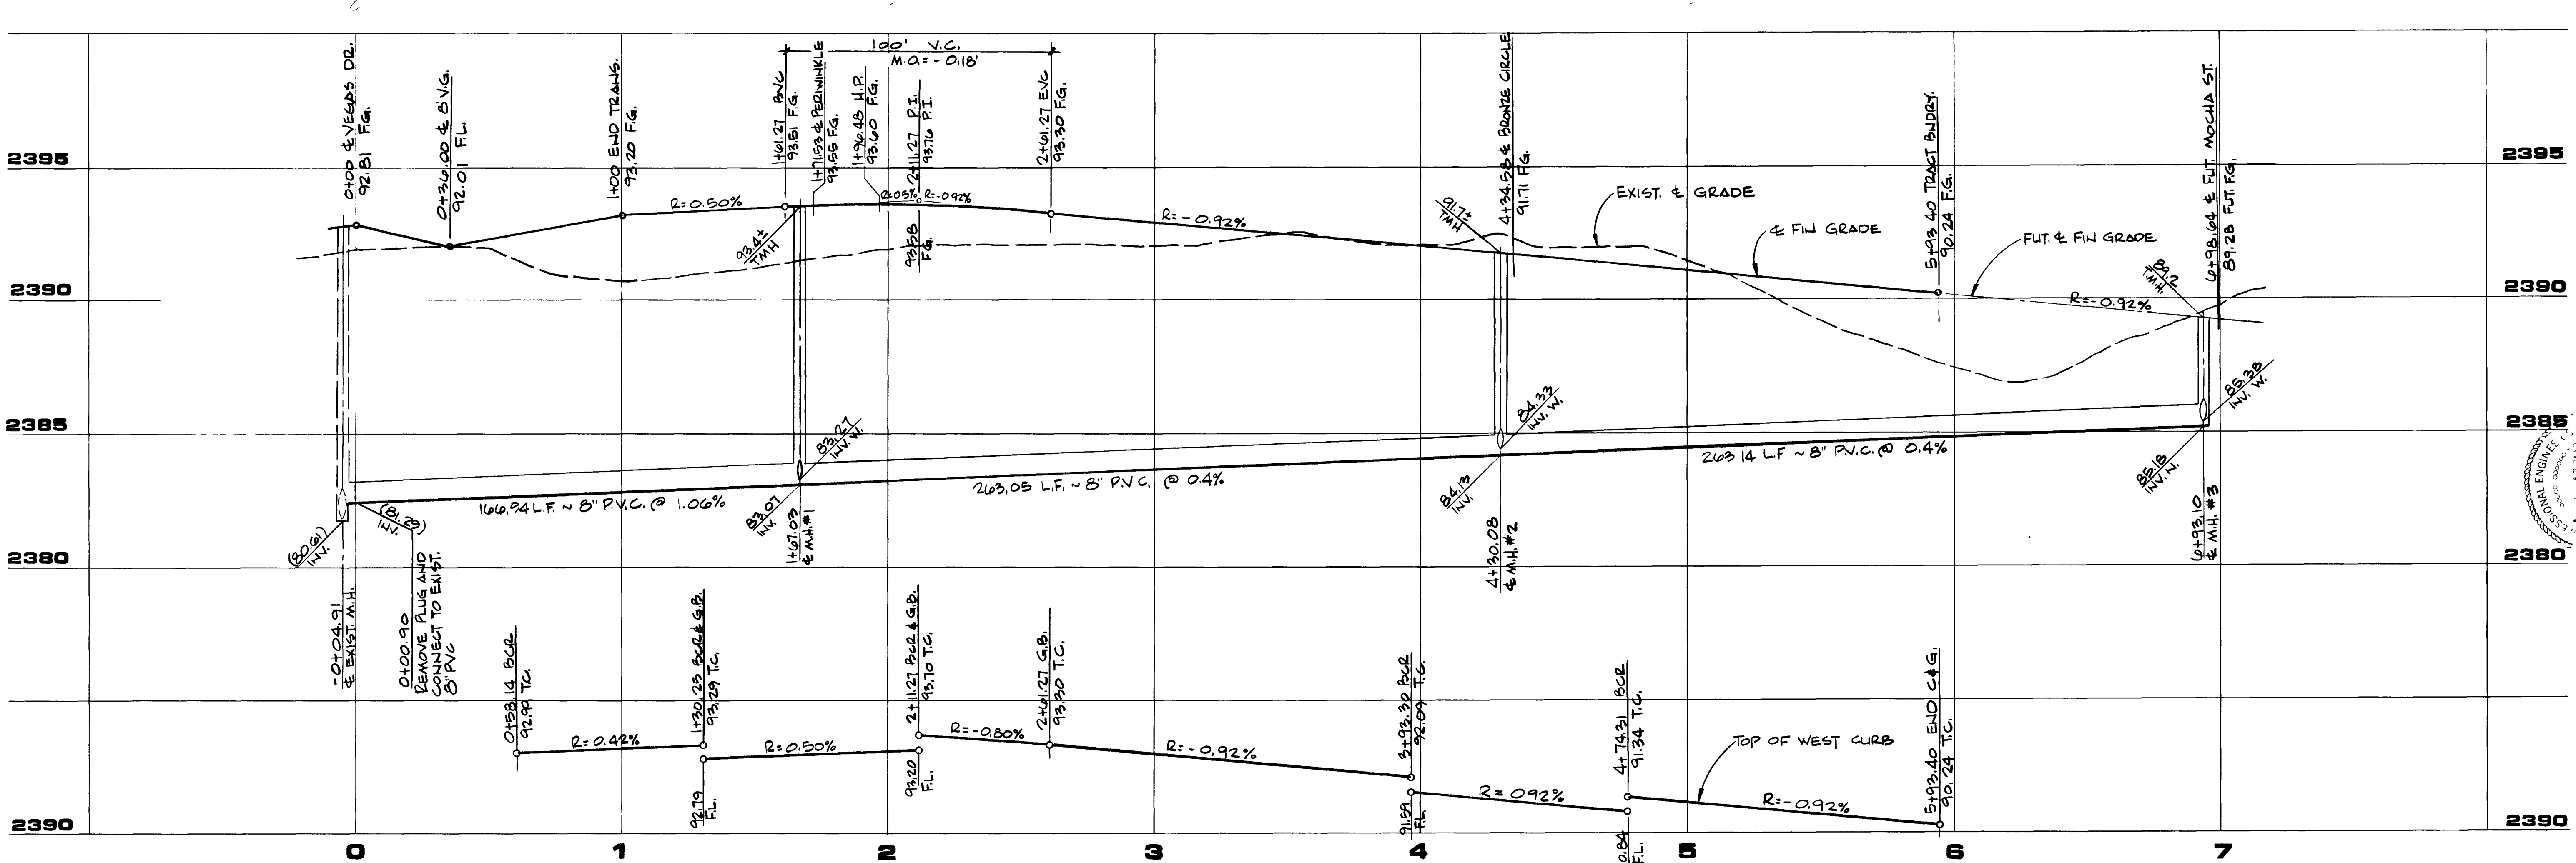 100' V.C.
M.O. = - 0.18'
0+00 ℄ VEGAS DR.
92.81 F.G.
0+36.00 ℄ 8' V.G.
92.01 F.L.
1+00 END TRANS.
93.20 F.G.
1+61.27 BVC
93.51 F.G.
1+71.53 ℄ PERIWINKLE
93.55 F.G.
1+96.48 H.P.
93.60 F.G.
2+11.27 P.I.
93.76 P.I.
2+61.27 EVC
93.30 F.G.
4+34.58 ℄ BRONZE CIRCLE
91.71 F.G.
5+93.40 TRACT BNDRY.
90.24 F.G.
6+98.64 ℄ FUT. MOCHA ST.
89.28 FUT. F.G.
2395
2395
R=0.50%
R=0.5%
R=-0.92%
R=-0.92%
93.4±
TMH
93.58
F.G.
91.7±
TMH
EXIST. ℄ GRADE
℄ FIN GRADE
FUT. ℄ FIN GRADE
89.2
T.M.H.
R=-0.92%
2390
2390
2385
2385
83.27
INV. W.
84.33
INV. W.
85.38
W.
166.94 L.F. ~ 8" P.V.C. @ 1.06%
263.05 L.F. ~ 8" P.V.C. @ 0.4%
263.14 L.F ~ 8" P.V.C. @ 0.4%
(80.61)
INV.
(81.29)
INV.
83.07
INV.
84.13
INV.
85.18
INV. N.
1+67.03
℄ M.H. #1
4+30.08
℄ M.H. #2
6+93.10
℄ M.H. #3
2380
2380
-0+04.91
℄ EXIST. M.H.
0+00.90
REMOVE PLUG AND
CONNECT TO EXIST.
8" PVC
0+58.14 BCR
92.99 T.C.
1+30.25 BCR & G.B.
93.29 T.C.
2+11.27 BCR & G.B.
93.70 T.C.
2+61.27 G.B.
93.30 T.C.
3+93.30 BCR
92.09 T.C.
4+74.31 BCR
91.34 T.C.
5+93.40 END C & G.
90.24 T.C.
R=0.42%
R=0.50%
R=-0.80%
R=-0.92%
R= 0.92%
R=-0.92%
TOP OF WEST CURB
92.79
F.L.
93.20
F.L.
91.59
F.L.
0.84
F.L.
2390
2390
0 1 2 3 4 5 6 7
ESSIONAL ENGINEE